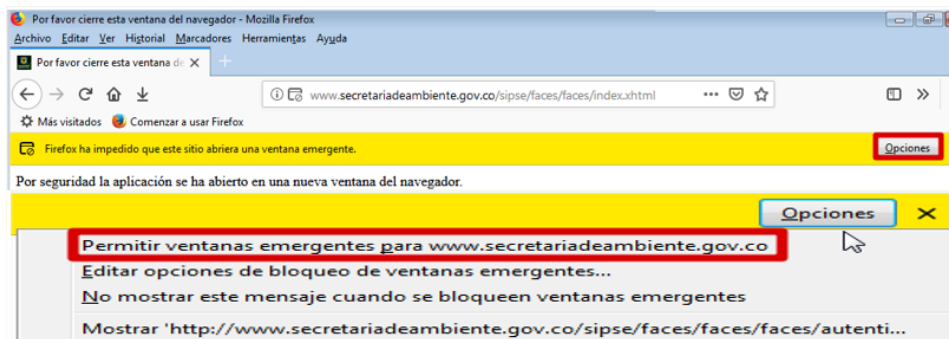 Por favor cierre esta ventana del navegador - Mozilla Firefox
Archivo Editar Ver Historial Marcadores Herramientas Ayuda
Por favor cierre esta ventana de
www.secretariadeambiente.gov.co/sipse/faces/faces/index.xhtml
Más visitados Comenzar a usar Firefox
Firefox ha impedido que este sitio abriera una ventana emergente. Opciones
Por seguridad la aplicación se ha abierto en una nueva ventana del navegador.
Opciones
Permitir ventanas emergentes para www.secretariadeambiente.gov.co
Editar opciones de bloqueo de ventanas emergentes...
No mostrar este mensaje cuando se bloqueen ventanas emergentes
Mostrar 'http://www.secretariadeambiente.gov.co/sipse/faces/faces/faces/autenti...